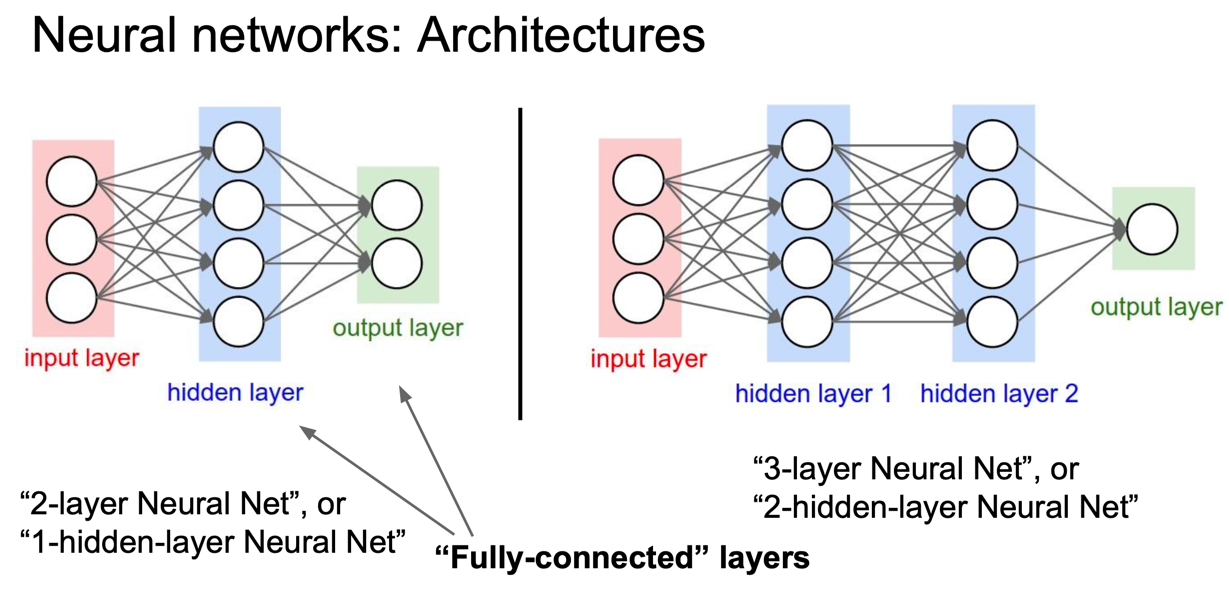 Neural networks: Architectures
input layer
hidden layer
output layer
“2-layer Neural Net”, or
“1-hidden-layer Neural Net”
“Fully-connected” layers
input layer
hidden layer 1
hidden layer 2
output layer
“3-layer Neural Net”, or
“2-hidden-layer Neural Net”